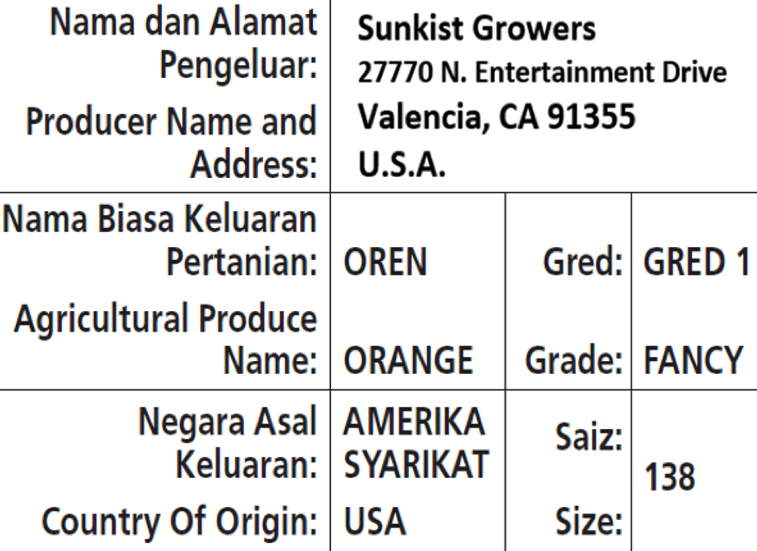 Nama dan Alamat
Pengeluar:
Producer Name and
Address:
Sunkist Growers
27770 N. Entertainment Drive
Valencia, CA 91355
U.S.A.
Nama Biasa Keluaran
Pertanian: OREN Gred: GRED 1
Agricultural Produce
Name: ORANGE Grade: FANCY
Negara Asal
Keluaran:
AMERIKA
SYARIKAT
Saiz:
138
Country Of Origin: USA Size: